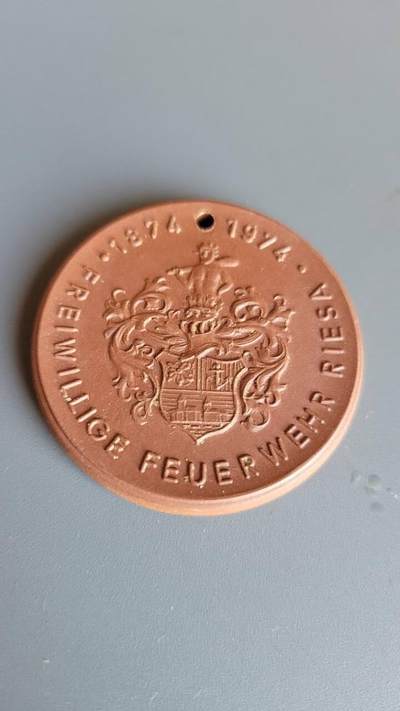 1874 • 1974
• FREIWILLIGE FEUERWEHR RIESA •